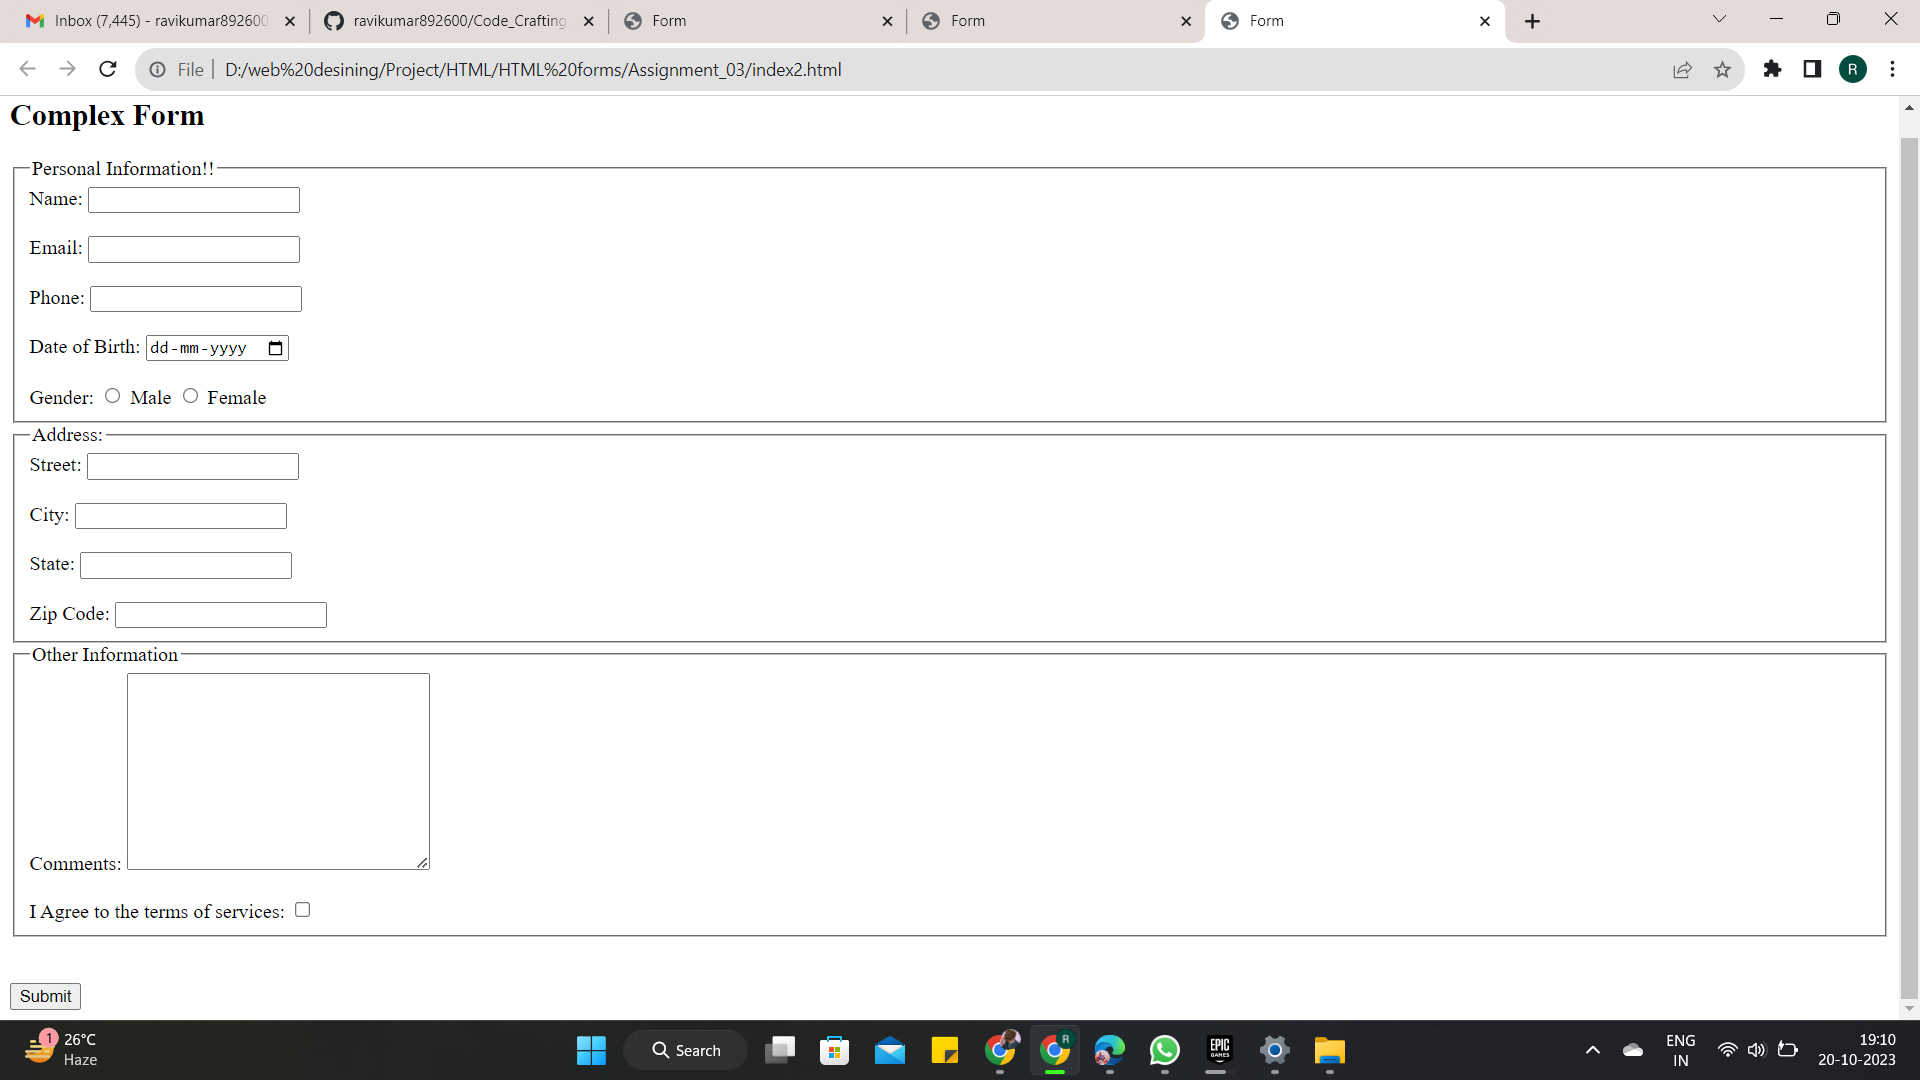 Inbox (7,445) - ravikumar892600
ravikumar892600/Code_Crafting
Form
Form
Form
File
D:/web%20desining/Project/HTML/HTML%20forms/Assignment_03/index2.html
R
Complex Form
Personal Information!!
Name:
Email:
Phone:
Date of Birth: dd-mm-yyyy
Gender: Male Female
Address:
Street:
City:
State:
Zip Code:
Other Information
Comments:
I Agree to the terms of services:
Submit
1
26°C
Haze
Search
R
EPIC
GAMES
ENG
IN
19:10
20-10-2023